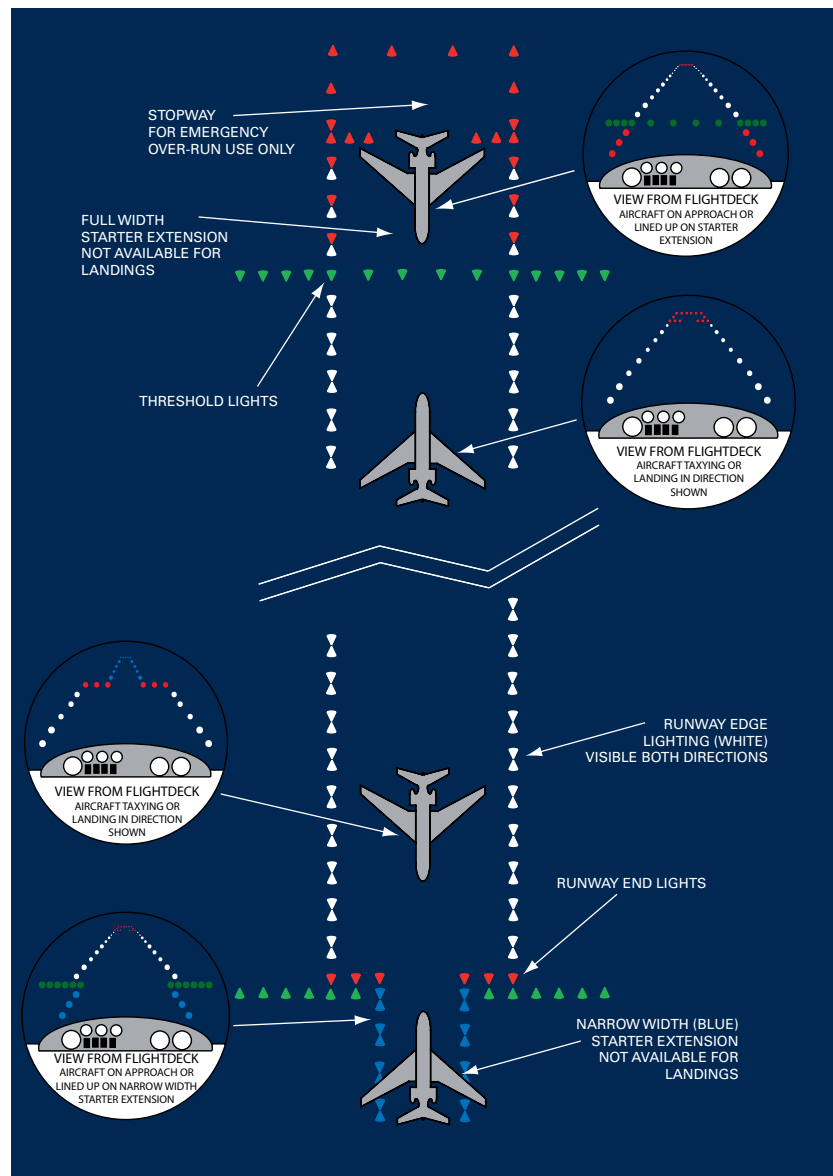 STOPWAY
FOR EMERGENCY
OVER-RUN USE ONLY
VIEW FROM FLIGHTDECK
AIRCRAFT ON APPROACH OR
LINED UP ON STARTER
EXTENSION
FULL WIDTH
STARTER EXTENSION
NOT AVAILABLE FOR
LANDINGS
THRESHOLD LIGHTS
VIEW FROM FLIGHTDECK
AIRCRAFT TAXYING OR
LANDING IN DIRECTION
SHOWN
RUNWAY EDGE
LIGHTING (WHITE)
VISIBLE BOTH DIRECTIONS
VIEW FROM FLIGHTDECK
AIRCRAFT TAXYING OR
LANDING IN DIRECTION
SHOWN
RUNWAY END LIGHTS
NARROW WIDTH (BLUE)
STARTER EXTENSION
NOT AVAILABLE FOR
LANDINGS
VIEW FROM FLIGHTDECK
AIRCRAFT ON APPROACH OR
LINED UP ON NARROW WIDTH
STARTER EXTENSION